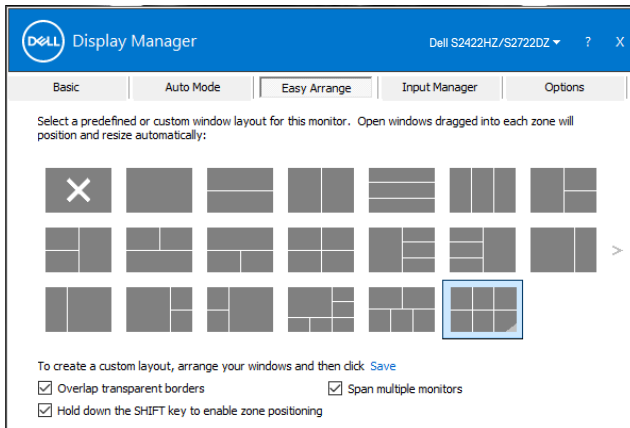 DELL Display Manager Dell S2422HZ/S2722DZ ? X
Basic Auto Mode Easy Arrange Input Manager Options
Select a predefined or custom window layout for this monitor. Open windows dragged into each zone will
position and resize automatically:
To create a custom layout, arrange your windows and then click Save
Overlap transparent borders Span multiple monitors
Hold down the SHIFT key to enable zone positioning